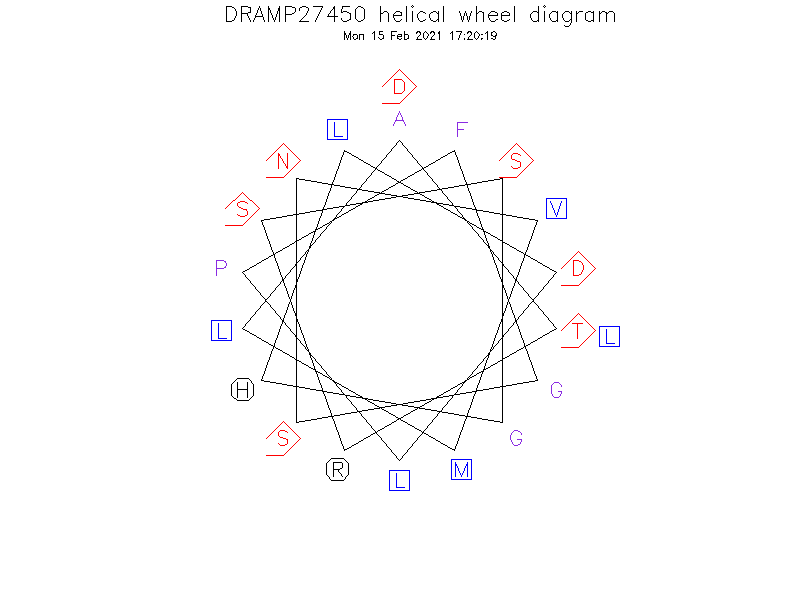 DRAMP27450 helical wheel diagram
Mon 15 Feb 2021 17:20:19
D
A
L F
N S
S V
P D
L T L
H G
S G
R M
L